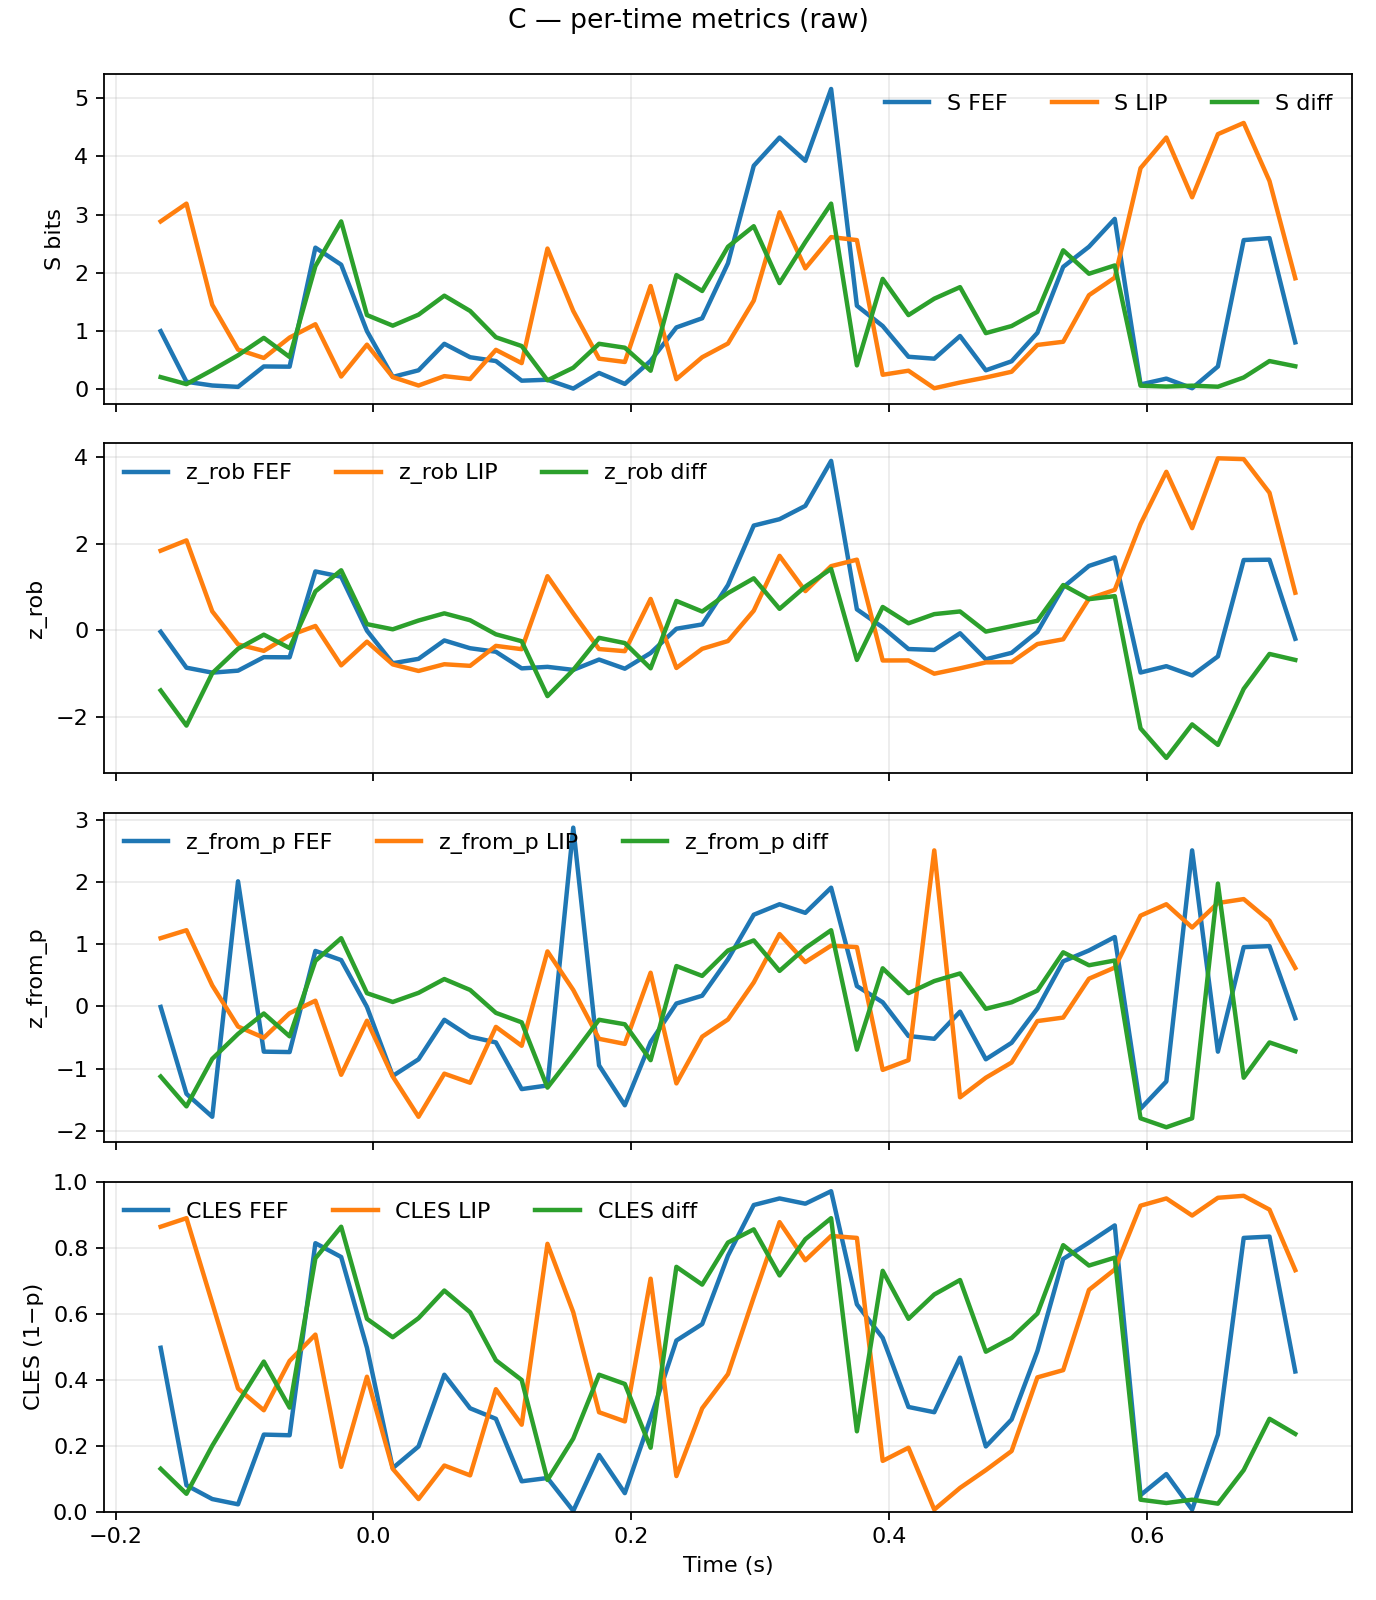 C — per-time metrics (raw)
S FEF S LIP S diff
5
4
3
2
1
0
S bits
z_rob FEF z_rob LIP z_rob diff
4
2
0
−2
z_rob
z_from_p FEF z_from_p LIP z_from_p diff
3
2
1
0
−1
−2
z_from_p
CLES FEF CLES LIP CLES diff
1.0
0.8
0.6
0.4
0.2
0.0
CLES (1−p)
−0.2 0.0 0.2 0.4 0.6
Time (s)